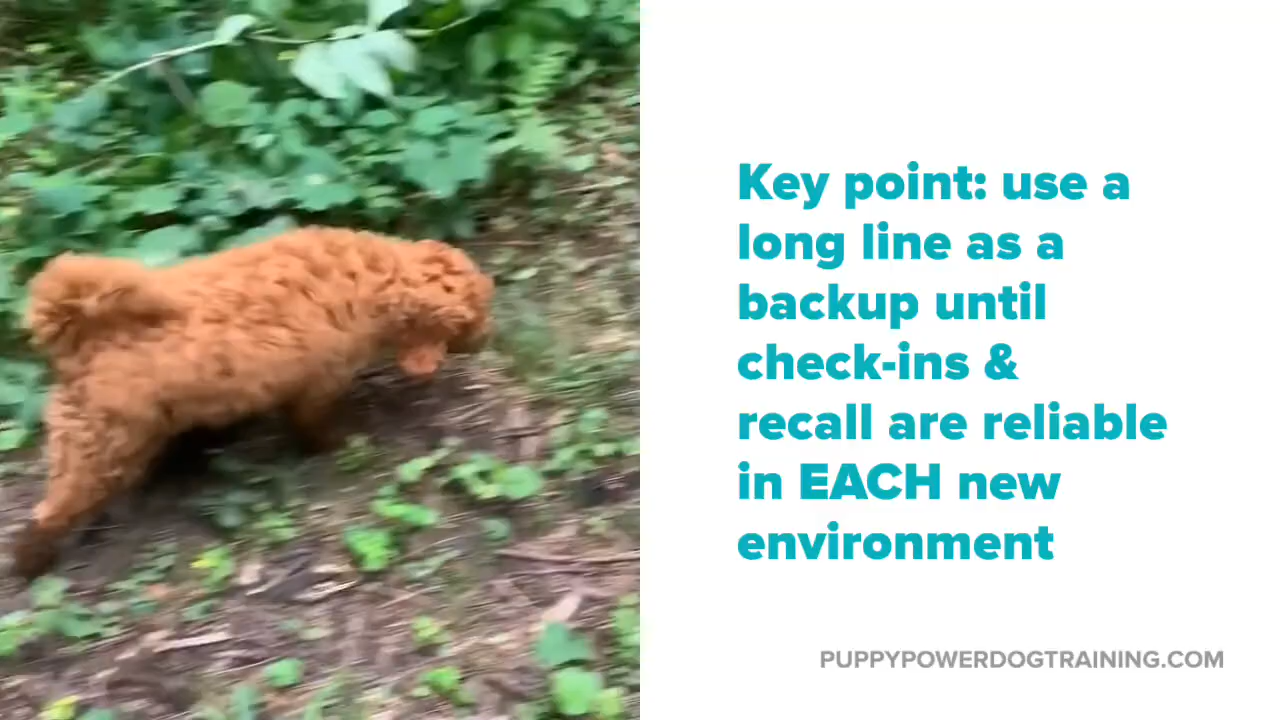 Key point: use a
long line as a
backup until
check-ins &
recall are reliable
in EACH new
environment
PUPPYPOWERDOGTRAINING.COM